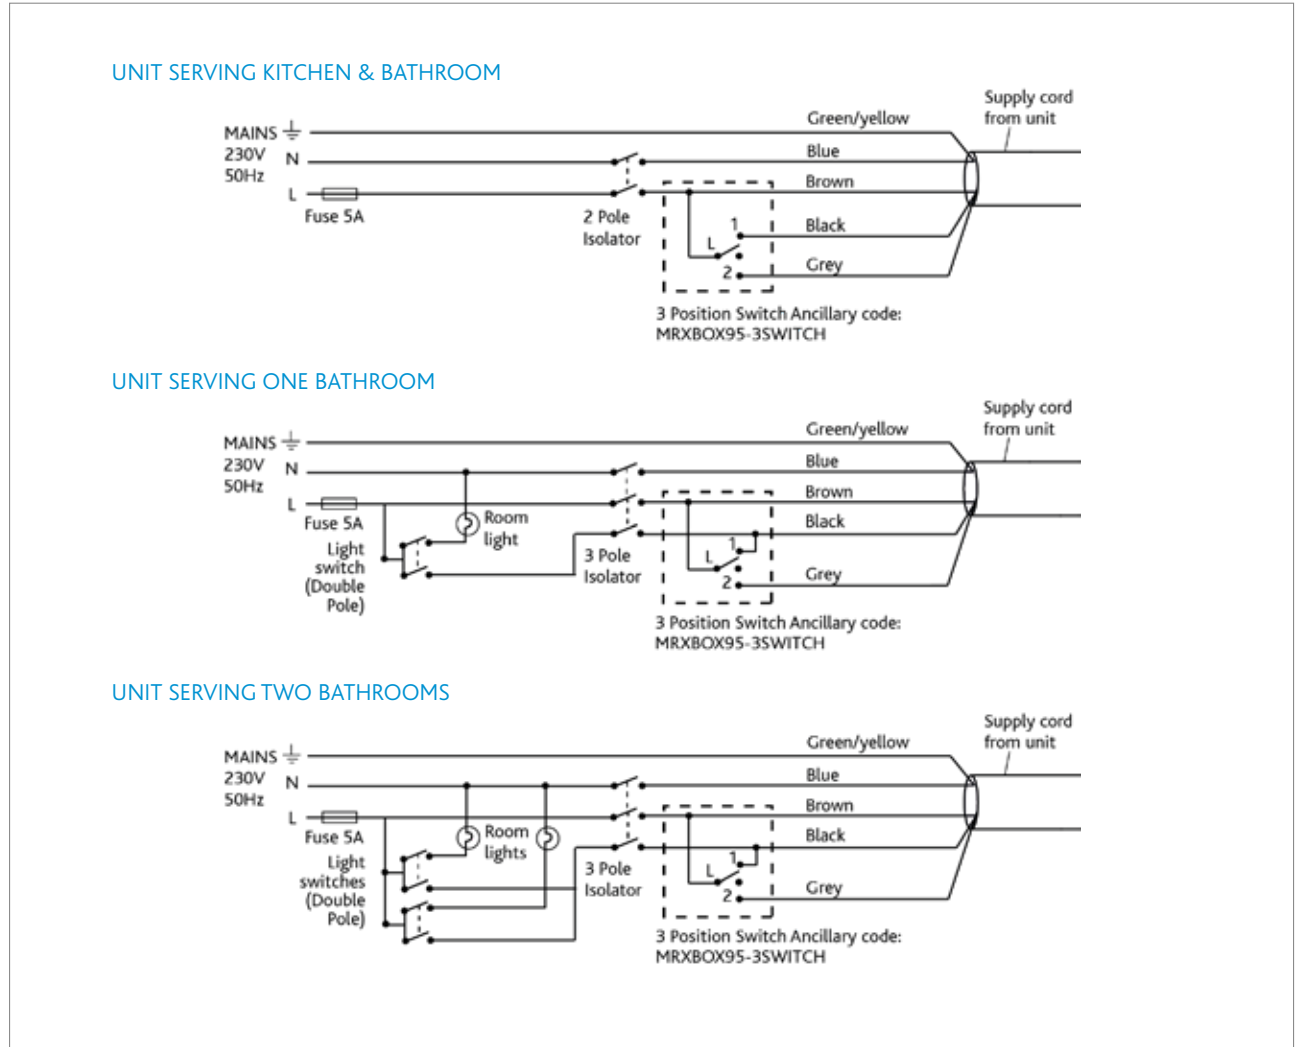 UNIT SERVING KITCHEN & BATHROOM
Supply cord
from unit
Green/yellow
MAINS
230V
50Hz
N
L
Fuse 5A
2 Pole
Isolator
Blue
Brown
Black
Grey
1
L
2
3 Position Switch Ancillary code:
MRXBOX95-3SWITCH
UNIT SERVING ONE BATHROOM
Supply cord
from unit
Green/yellow
MAINS
230V
50Hz
N
L
Fuse 5A
Room
light
Light
switch
(Double
Pole)
3 Pole
Isolator
Blue
Brown
Black
Grey
1
L
2
3 Position Switch Ancillary code:
MRXBOX95-3SWITCH
UNIT SERVING TWO BATHROOMS
Supply cord
from unit
Green/yellow
MAINS
230V
50Hz
N
L
Fuse 5A
Room
lights
Light
switches
(Double
Pole)
3 Pole
Isolator
Blue
Brown
Black
Grey
1
L
2
3 Position Switch Ancillary code:
MRXBOX95-3SWITCH